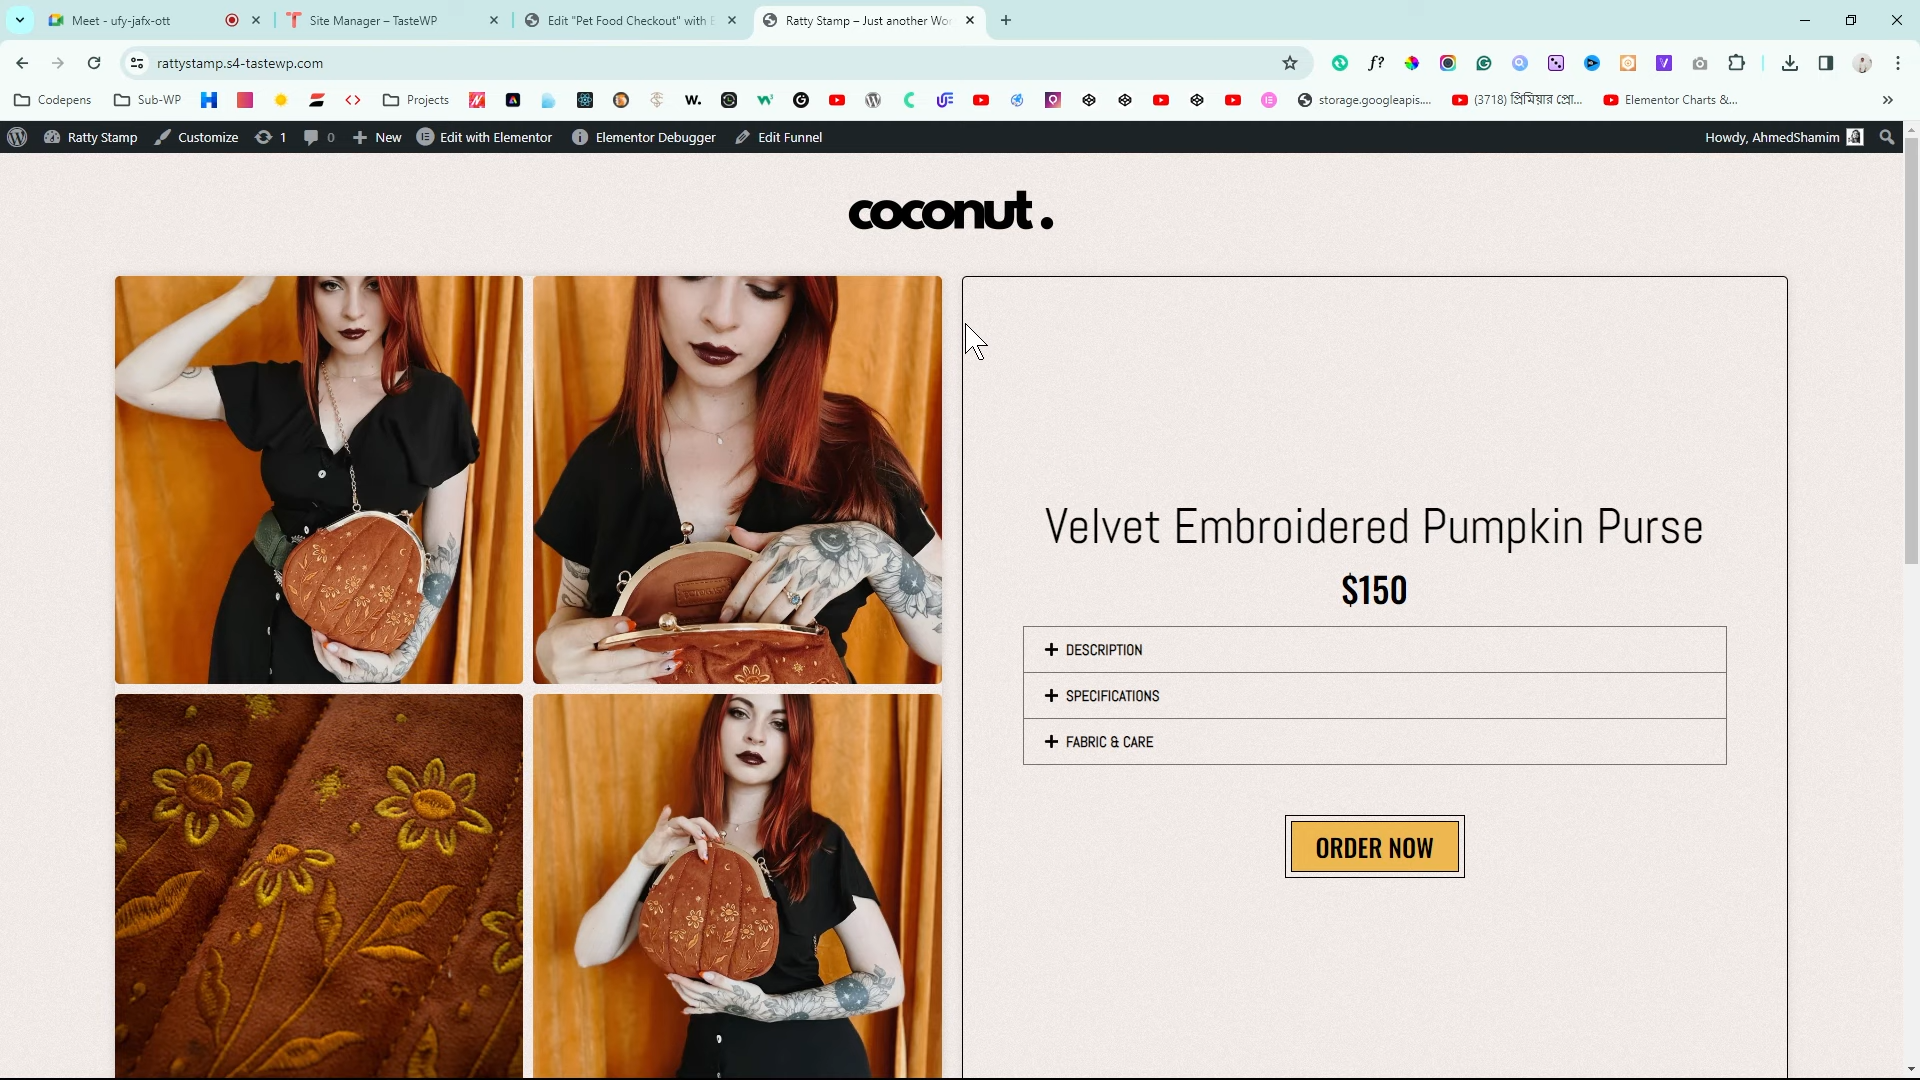 Meet - ufy-jafx-ott
Site Manager – TasteWP
Edit "Pet Food Checkout" with E
Ratty Stamp – Just another Wo
rattystamp.s4-tastewp.com
Codepens
Sub-WP
Projects
storage.googleapis....
(3718) প্রিমিয়ার প্রো...
Elementor Charts &...
Ratty Stamp
Customize
1
0
New
Edit with Elementor
Elementor Debugger
Edit Funnel
Howdy, AhmedShamim
coconut .
Velvet Embroidered Pumpkin Purse
$150
DESCRIPTION
SPECIFICATIONS
FABRIC & CARE
ORDER NOW